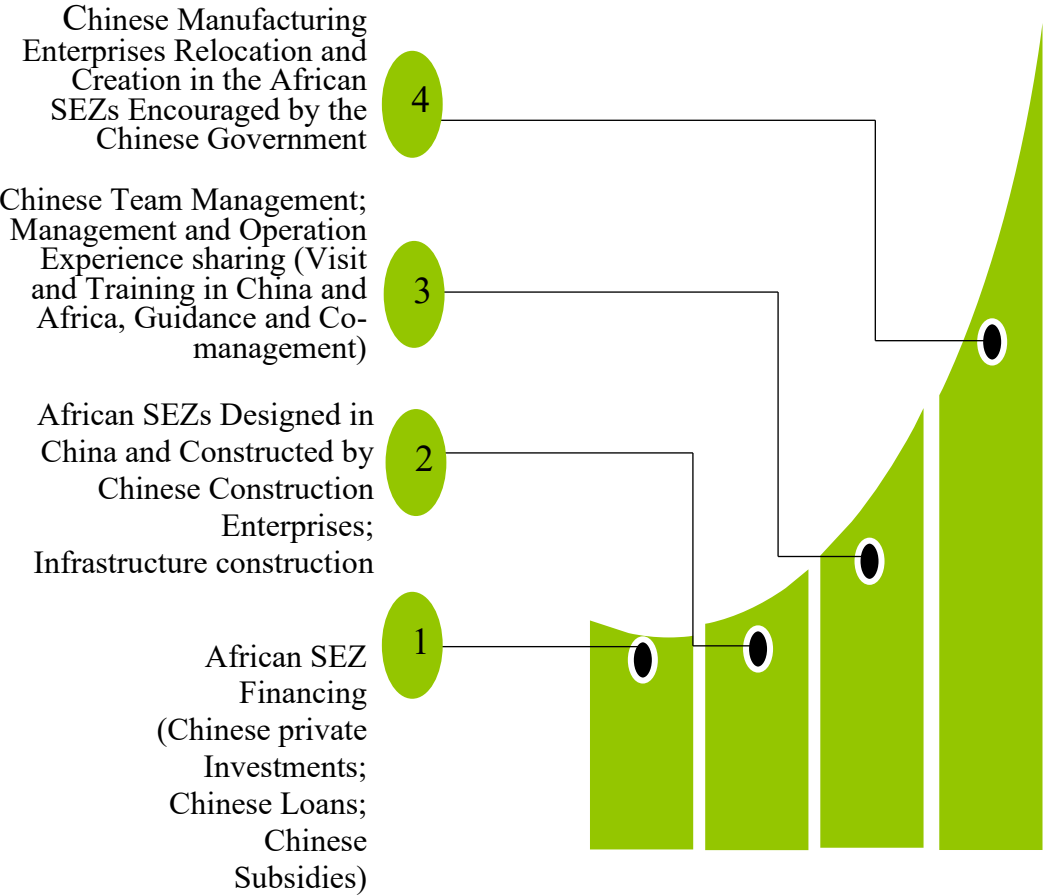 Chinese Manufacturing
Enterprises Relocation and
Creation in the African
SEZs Encouraged by the
Chinese Government
4
Chinese Team Management;
Management and Operation
Experience sharing (Visit
and Training in China and
Africa, Guidance and Co-
management)
3
African SEZs Designed in
China and Constructed by
Chinese Construction
Enterprises;
Infrastructure construction
2
1
African SEZ
Financing
(Chinese private
Investments;
Chinese Loans;
Chinese
Subsidies)